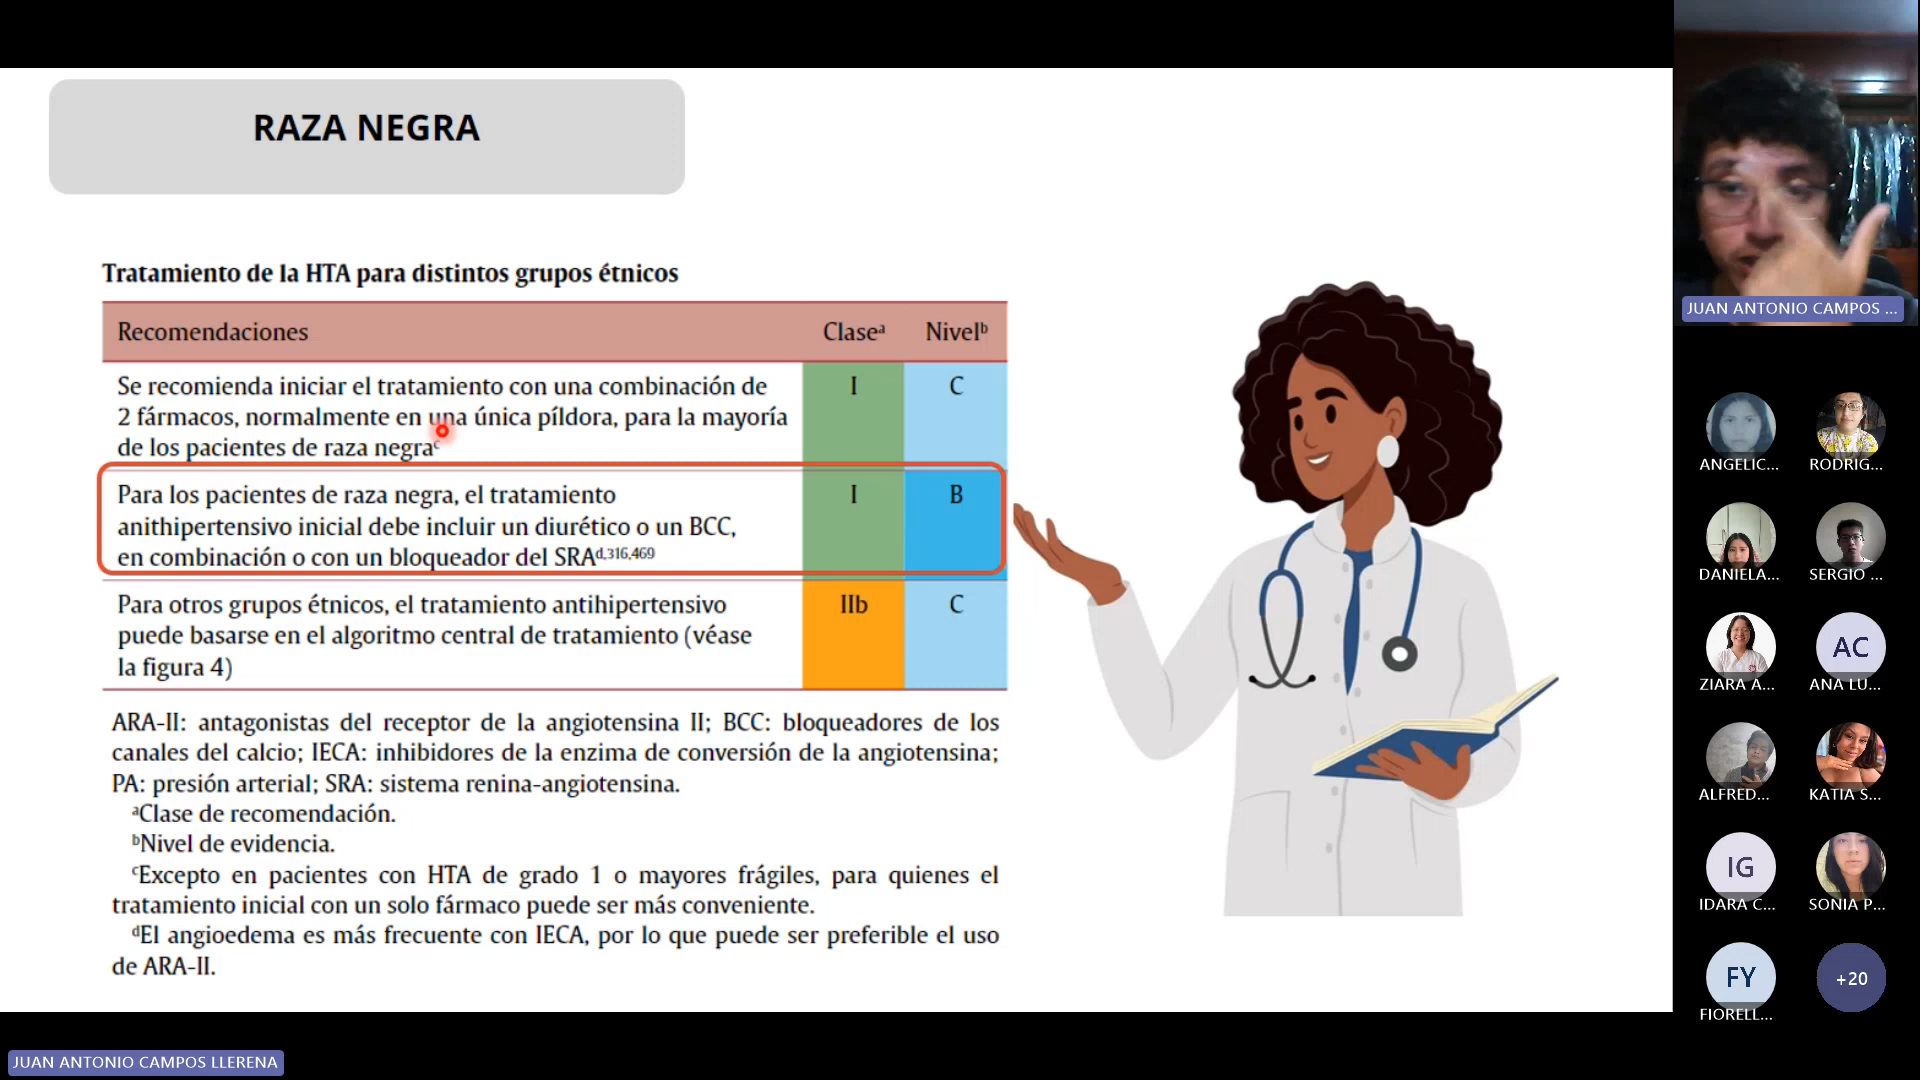 RAZA NEGRA
Tratamiento de la HTA para distintos grupos étnicos
Recomendaciones Claseᵃ Nivelᵇ
Se recomienda iniciar el tratamiento con una combinación de
2 fármacos, normalmente en una única píldora, para la mayoría
de los pacientes de raza negraᶜ
I C
Para los pacientes de raza negra, el tratamiento
anithipertensivo inicial debe incluir un diurético o un BCC,
en combinación o con un bloqueador del SRAᵈ,³¹⁶,⁴⁶⁹
I B
Para otros grupos étnicos, el tratamiento antihipertensivo
puede basarse en el algoritmo central de tratamiento (véase
la figura 4)
IIb C
ARA-II: antagonistas del receptor de la angiotensina II; BCC: bloqueadores de los
canales del calcio; IECA: inhibidores de la enzima de conversión de la angiotensina;
PA: presión arterial; SRA: sistema renina-angiotensina.
ᵃClase de recomendación.
ᵇNivel de evidencia.
ᶜExcepto en pacientes con HTA de grado 1 o mayores frágiles, para quienes el
tratamiento inicial con un solo fármaco puede ser más conveniente.
ᵈEl angioedema es más frecuente con IECA, por lo que puede ser preferible el uso
de ARA-II.
JUAN ANTONIO CAMPOS ...
ANGELIC...
RODRIG...
DANIELA...
SERGIO ...
ZIARA A...
AC
ANA LU...
ALFRED...
KATIA S...
IG
IDARA C...
SONIA P...
FY
FIORELL...
+20
JUAN ANTONIO CAMPOS LLERENA